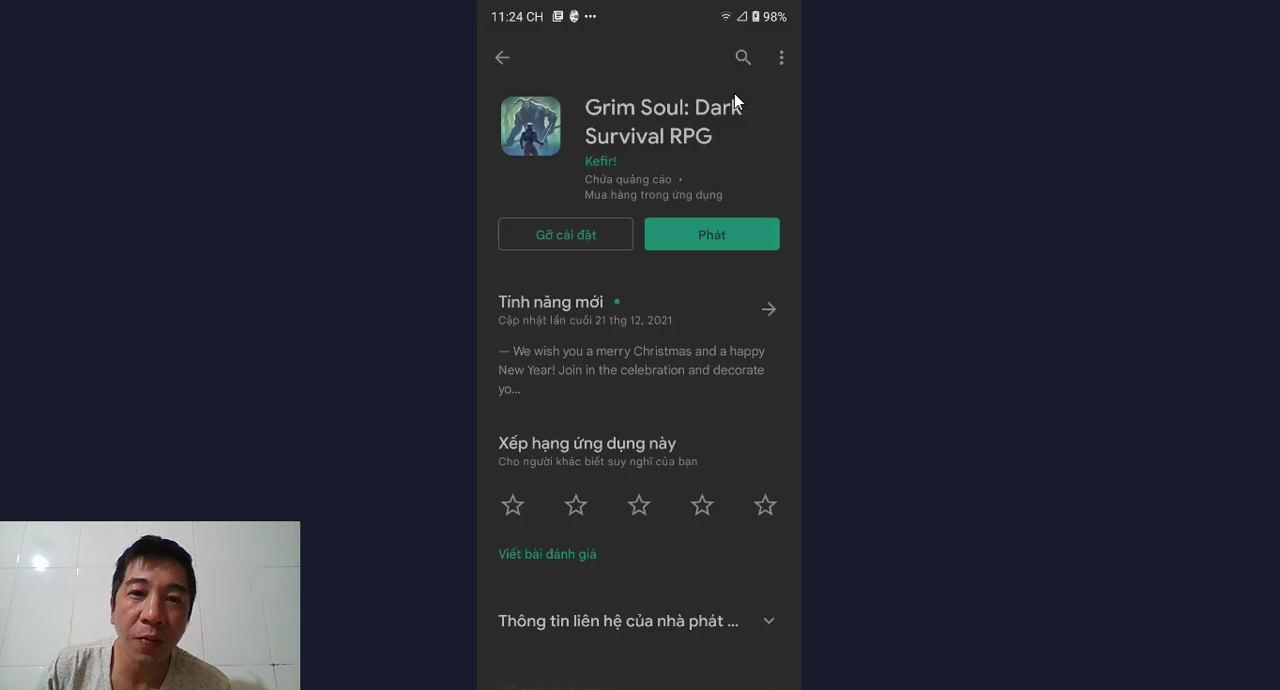 11:24 CH
98%
Grim Soul: Dark
Survival RPG
Kefir!
Chứa quảng cáo •
Mua hàng trong ứng dụng
Gỡ cài đặt
Phát
Tính năng mới
Cập nhật lần cuối 21 thg 12, 2021
— We wish you a merry Christmas and a happy
New Year! Join in the celebration and decorate
yo...
Xếp hạng ứng dụng này
Cho người khác biết suy nghĩ của bạn
Viết bài đánh giá
Thông tin liên hệ của nhà phát ...